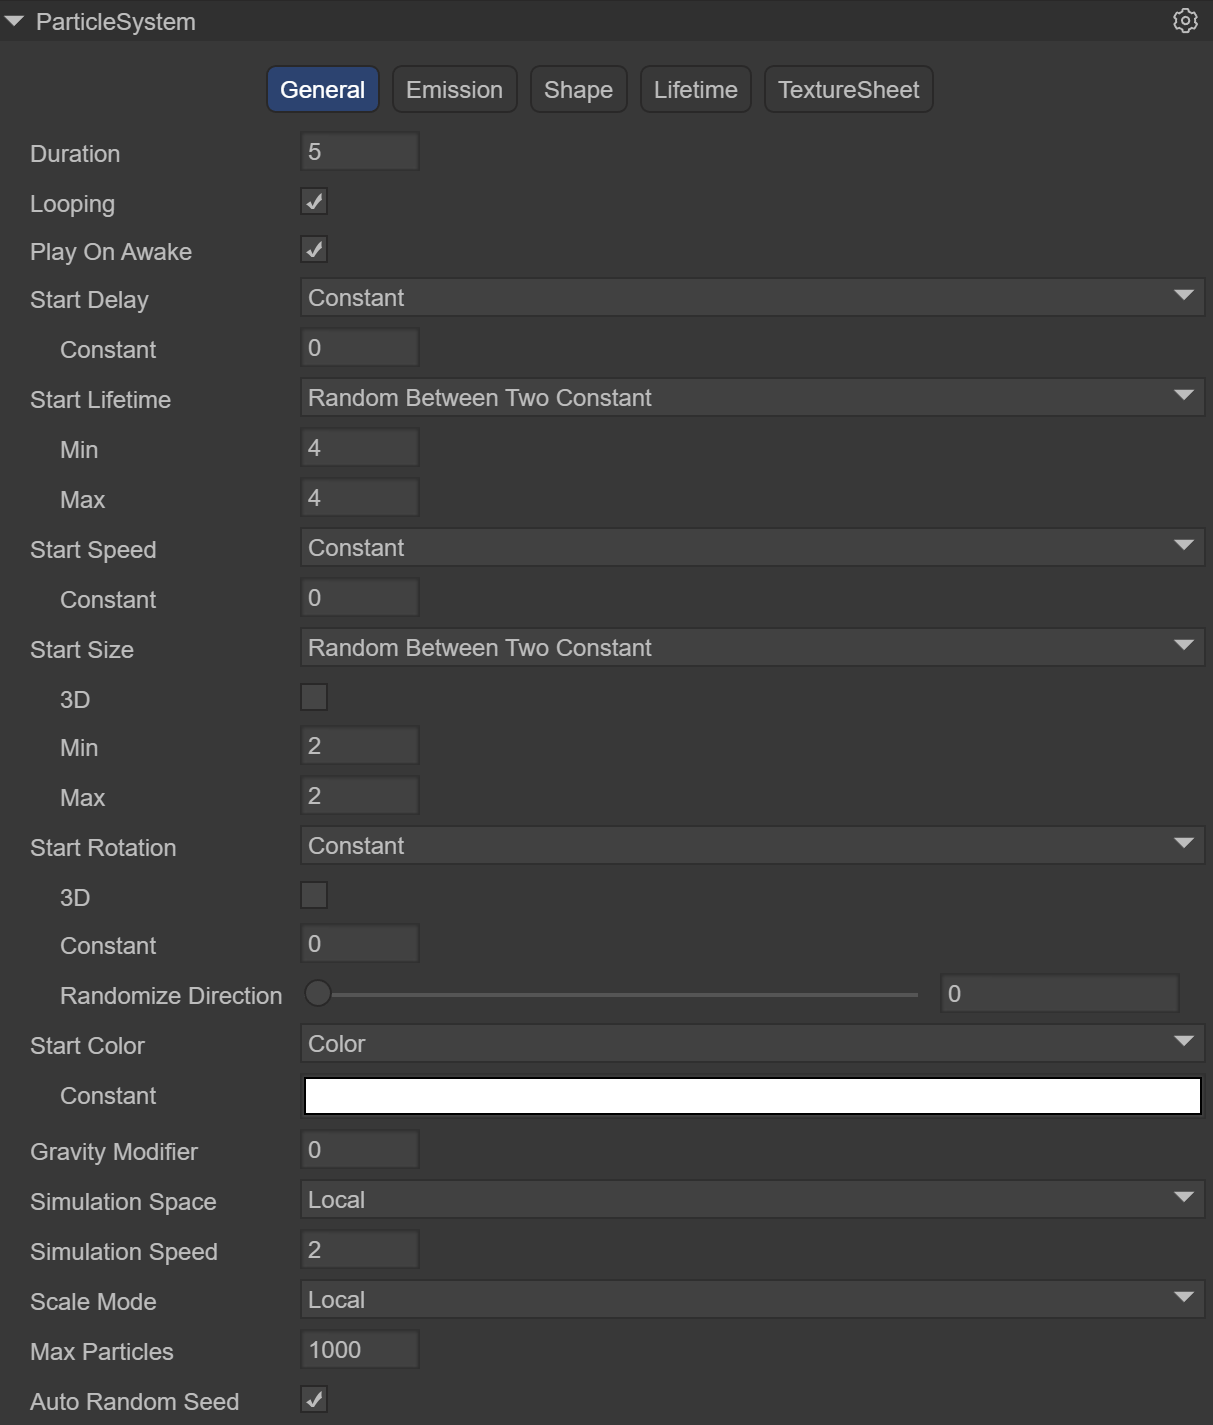 ParticleSystem
General Emission Shape Lifetime TextureSheet
Duration 5
Looping
Play On Awake
Start Delay Constant
Constant 0
Start Lifetime Random Between Two Constant
Min 4
Max 4
Start Speed Constant
Constant 0
Start Size Random Between Two Constant
3D
Min 2
Max 2
Start Rotation Constant
3D
Constant 0
Randomize Direction 0
Start Color Color
Constant
Gravity Modifier 0
Simulation Space Local
Simulation Speed 2
Scale Mode Local
Max Particles 1000
Auto Random Seed